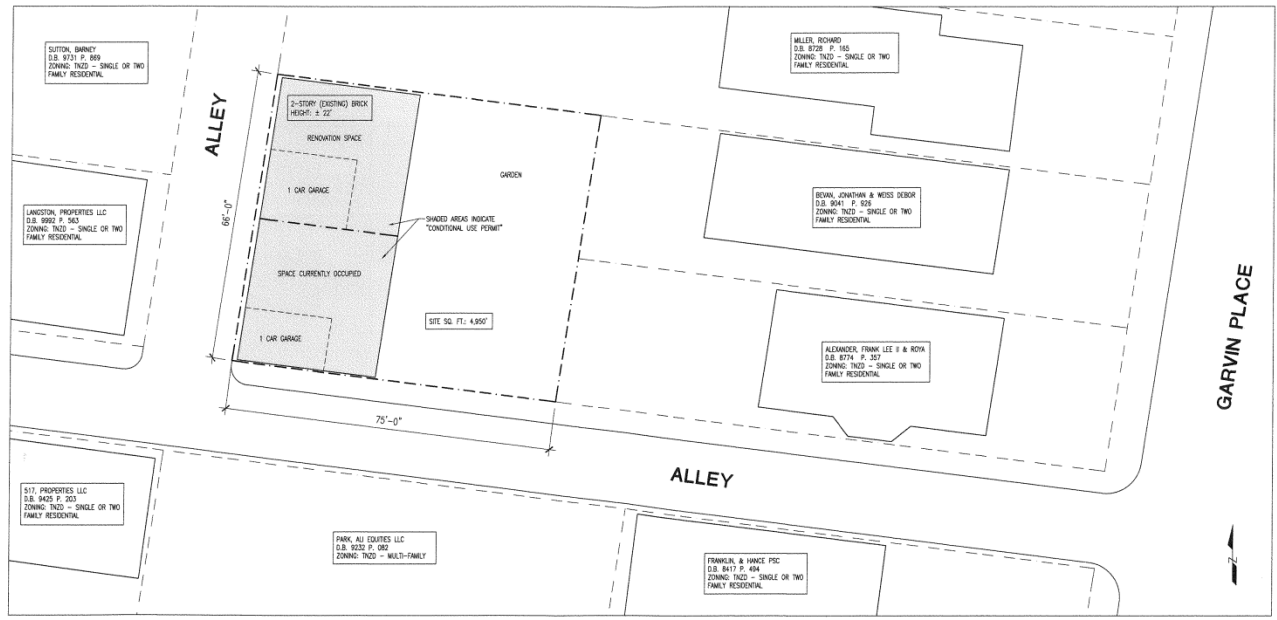 SUTTON, BARNEY
D.B. 9731 P. 869
ZONING: TNZD - SINGLE OR TWO
FAMILY RESIDENTIAL
ALLEY
2-STORY (EXISTING) BRICK
HEIGHT: ± 22'
RENOVATION SPACE
1 CAR GARAGE
66'-0"
SHADED AREAS INDICATE
"CONDITIONAL USE PERMIT"
SPACE CURRENTLY OCCUPIED
1 CAR GARAGE
GARDEN
SITE SQ. FT.: 4,950'
75'-0"
MILLER, RICHARD
D.B. 8728 P. 165
ZONING: TNZD - SINGLE OR TWO
FAMILY RESIDENTIAL
LANGSTON, PROPERTIES LLC
D.B. 9992 P. 563
ZONING: TNZD - SINGLE OR TWO
FAMILY RESIDENTIAL
BEVAN, JONATHAN & WEISS DEBOR
D.B. 9041 P. 926
ZONING: TNZD - SINGLE OR TWO
FAMILY RESIDENTIAL
ALEXANDER, FRANK LEE II & ROYA
D.B. 8774 P. 357
ZONING: TNZD - SINGLE OR TWO
FAMILY RESIDENTIAL
GARVIN PLACE
ALLEY
517, PROPERTIES LLC
D.B. 9425 P. 203
ZONING: TNZD - SINGLE OR TWO
FAMILY RESIDENTIAL
PARK, ALI EQUITIES LLC
D.B. 9232 P. 082
ZONING: TNZD - MULTI-FAMILY
FRANKLIN, & HANCE PSC
D.B. 8417 P. 494
ZONING: TNZD - SINGLE OR TWO
FAMILY RESIDENTIAL
N